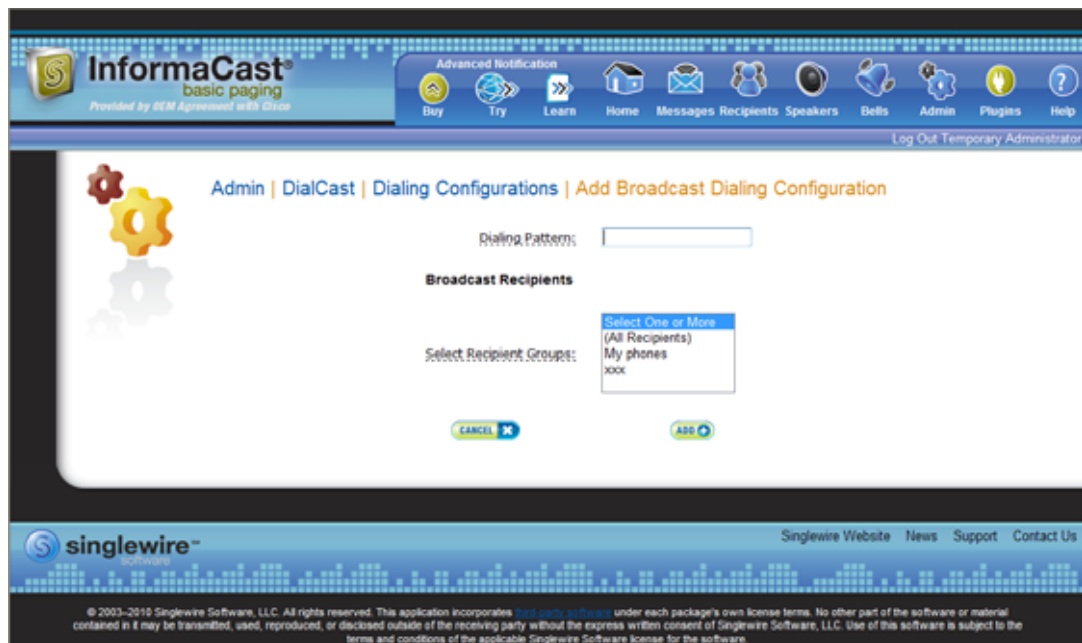 InformaCast®
basic paging
Provided by OEM Agreement with Cisco
Advanced Notification
Buy Try Learn Home Messages Recipients Speakers Bells Admin Plugins Help
Log Out Temporary Administrator
Admin | DialCast | Dialing Configurations | Add Broadcast Dialing Configuration
Dialing Pattern:
Broadcast Recipients
Select Recipient Groups:
Select One or More
(All Recipients)
My phones
xxx
CANCEL
ADD
singlewire℠
software
Singlewire Website News Support Contact Us
© 2003–2010 Singlewire Software, LLC. All rights reserved. This application incorporates third-party software under each package's own license terms. No other part of the software or material
contained in it may be transmitted, used, reproduced, or disclosed outside of the receiving party without the express written consent of Singlewire Software, LLC. Use of this software is subject to the
terms and conditions of the applicable Singlewire Software license for the software.